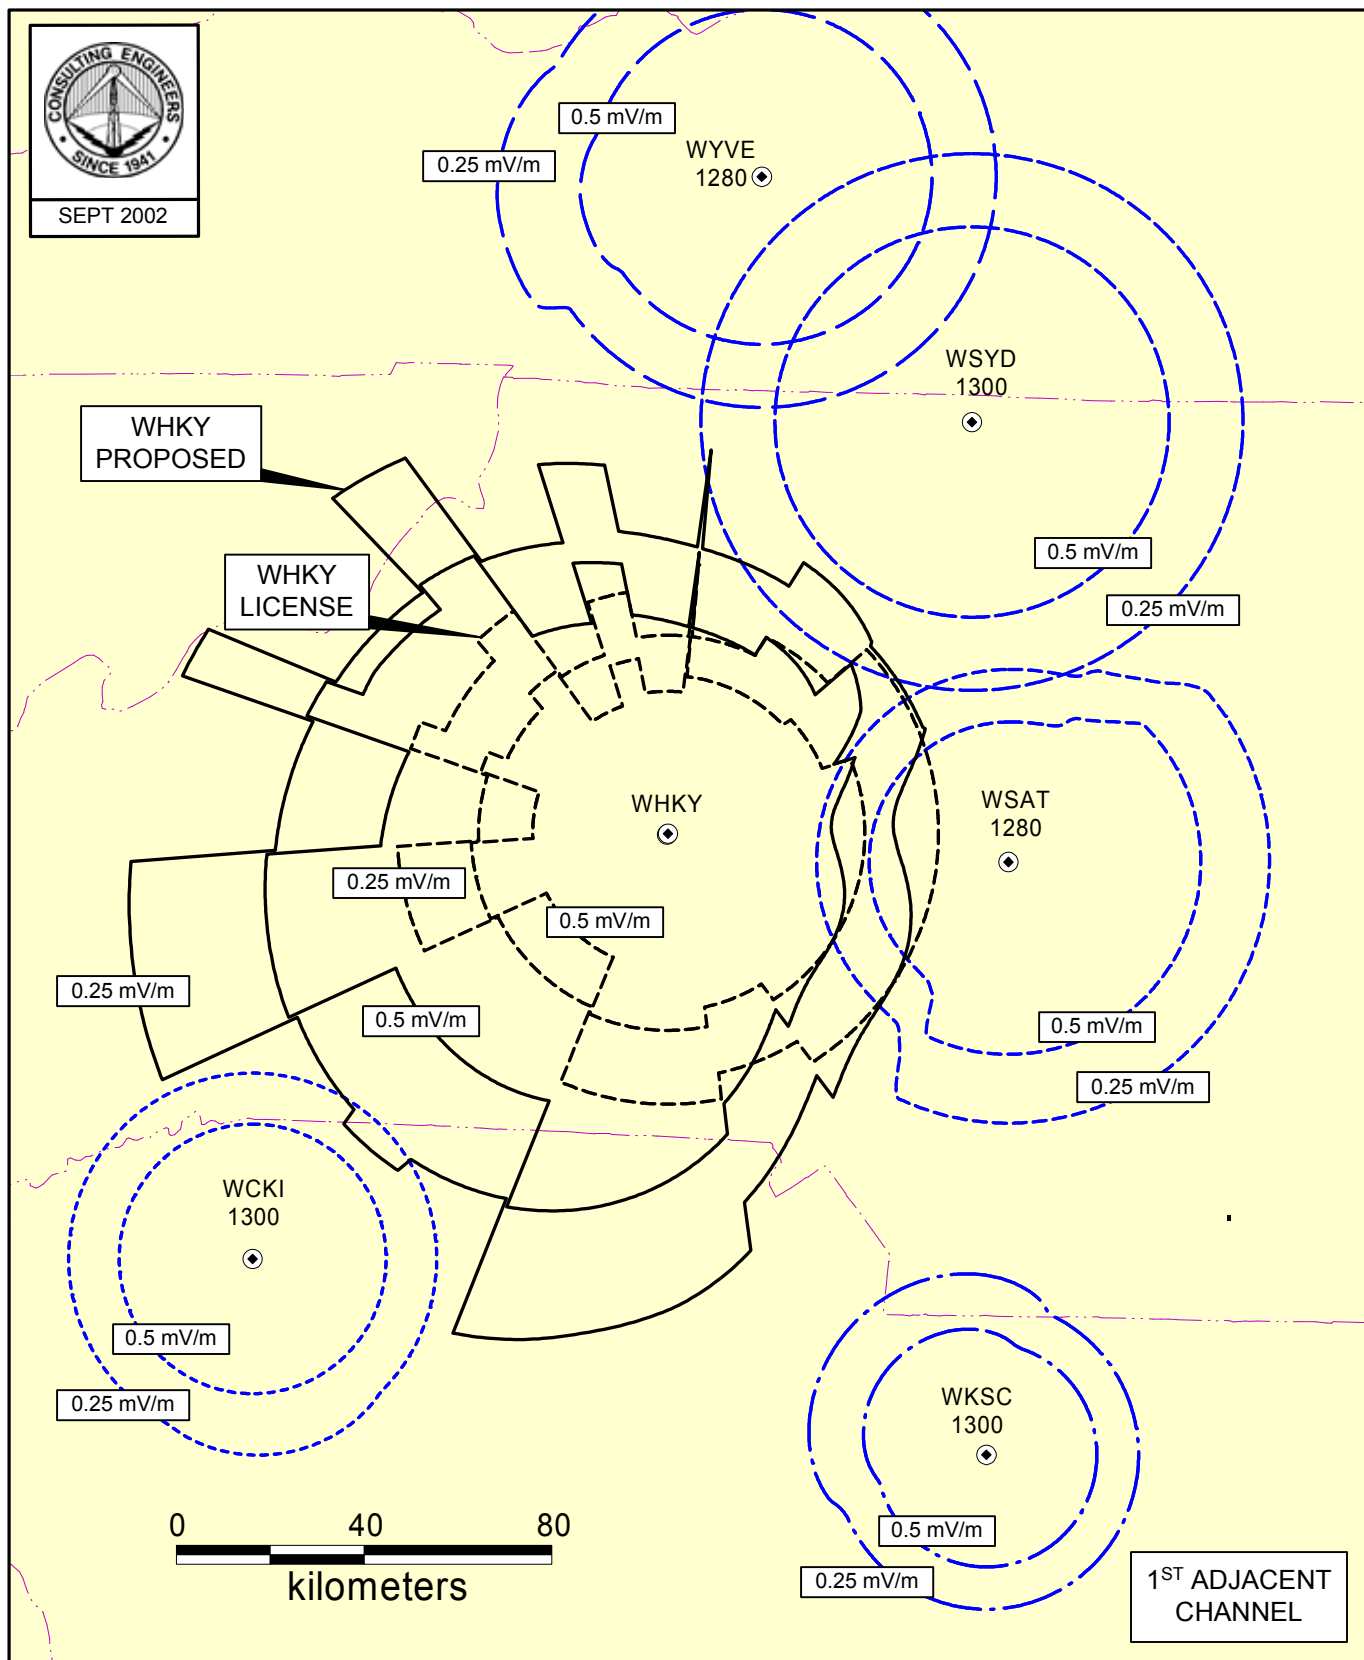 CONSULTING ENGINEERS
SINCE 1941
SEPT 2002
0.5 mV/m
0.25 mV/m
WYVE
1280
WSYD
1300
WHKY
PROPOSED
0.5 mV/m
WHKY
LICENSE
0.25 mV/m
WHKY
WSAT
1280
0.25 mV/m
0.5 mV/m
0.25 mV/m
0.5 mV/m
0.5 mV/m
0.25 mV/m
WCKI
1300
0.5 mV/m
0.25 mV/m
WKSC
1300
0.5 mV/m
0.25 mV/m
0 40 80
kilometers
1ST ADJACENT
CHANNEL